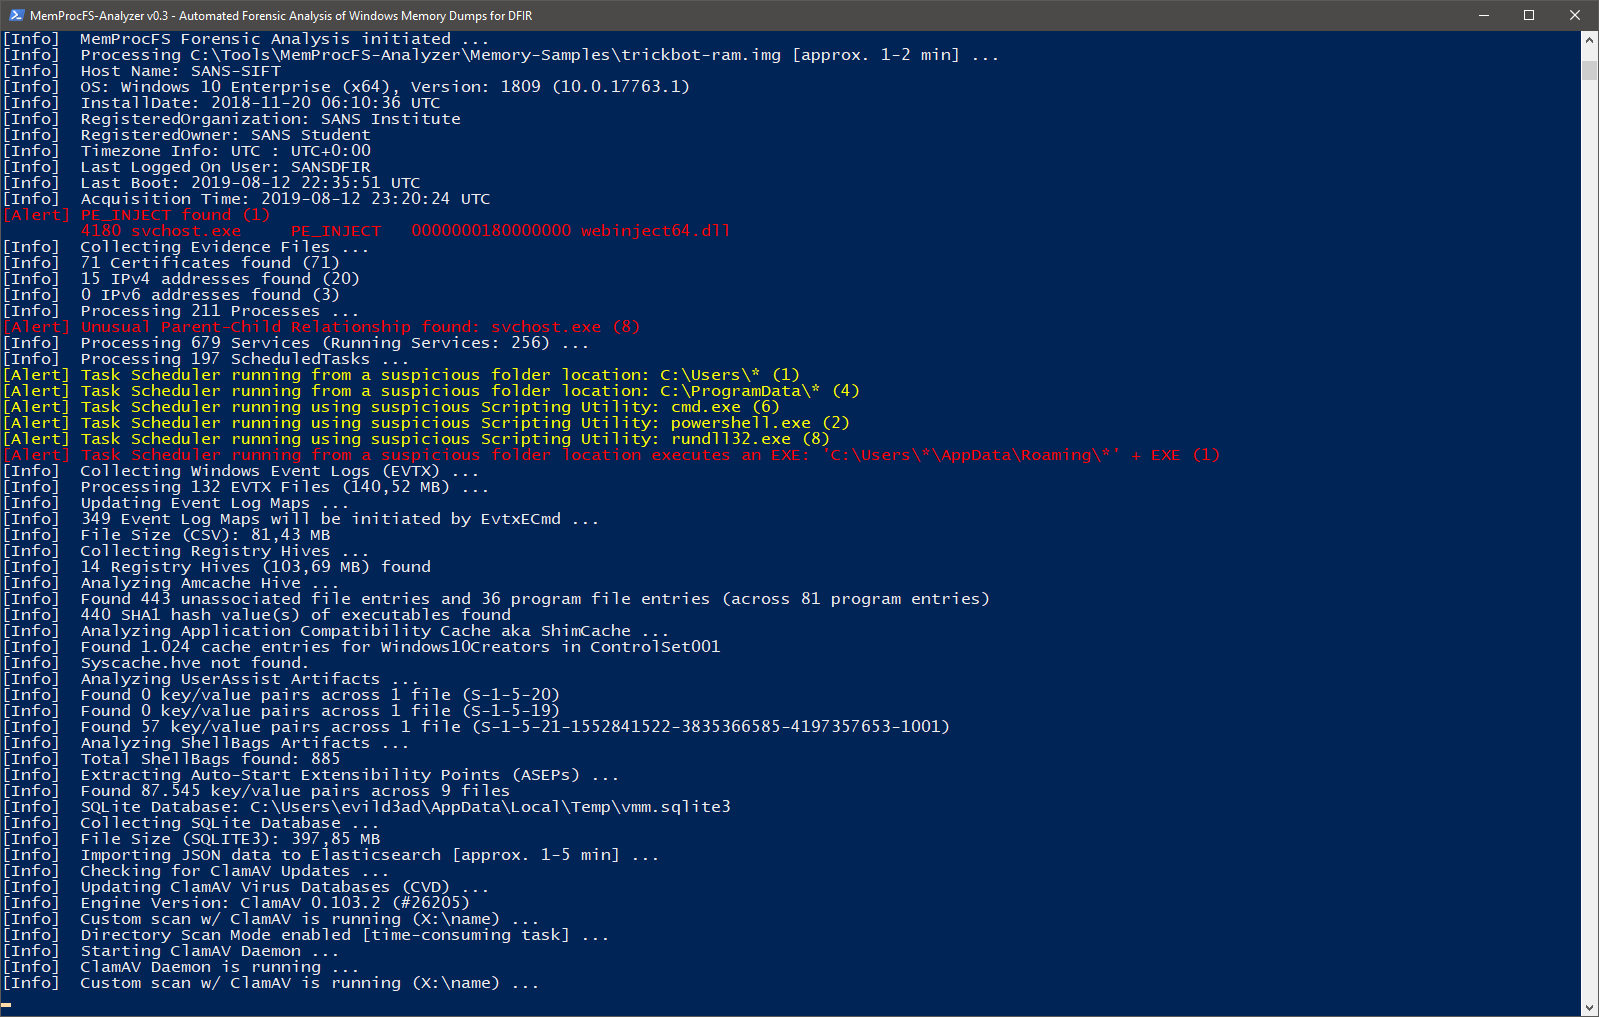 MemProcFS-Analyzer v0.3 - Automated Forensic Analysis of Windows Memory Dumps for DFIR
[Info]  MemProcFS Forensic Analysis initiated ...
[Info]  Processing C:\Tools\MemProcFS-Analyzer\Memory-Samples\trickbot-ram.img [approx. 1-2 min] ...
[Info]  Host Name: SANS-SIFT
[Info]  OS: Windows 10 Enterprise (x64), Version: 1809 (10.0.17763.1)
[Info]  InstallDate: 2018-11-20 06:10:36 UTC
[Info]  RegisteredOrganization: SANS Institute
[Info]  RegisteredOwner: SANS Student
[Info]  Timezone Info: UTC : UTC+0:00
[Info]  Last Logged On User: SANSDFIR
[Info]  Last Boot: 2019-08-12 22:35:51 UTC
[Info]  Acquisition Time: 2019-08-12 23:20:24 UTC
[Alert] PE_INJECT found (1)
        4180 svchost.exe     PE_INJECT   0000000180000000 webinject64.dll
[Info]  Collecting Evidence Files ...
[Info]  71 Certificates found (71)
[Info]  15 IPv4 addresses found (20)
[Info]  0 IPv6 addresses found (3)
[Info]  Processing 211 Processes ...
[Alert] Unusual Parent-Child Relationship found: svchost.exe (8)
[Info]  Processing 679 Services (Running Services: 256) ...
[Info]  Processing 197 ScheduledTasks ...
[Alert] Task Scheduler running from a suspicious folder location: C:\Users\* (1)
[Alert] Task Scheduler running from a suspicious folder location: C:\ProgramData\* (4)
[Alert] Task Scheduler running using suspicious Scripting Utility: cmd.exe (6)
[Alert] Task Scheduler running using suspicious Scripting Utility: powershell.exe (2)
[Alert] Task Scheduler running using suspicious Scripting Utility: rundll32.exe (8)
[Alert] Task Scheduler running from a suspicious folder location executes an EXE: 'C:\Users\*\AppData\Roaming\*' + EXE (1)
[Info]  Collecting Windows Event Logs (EVTX) ...
[Info]  Processing 132 EVTX Files (140,52 MB) ...
[Info]  Updating Event Log Maps ...
[Info]  349 Event Log Maps will be initiated by EvtxECmd ...
[Info]  File Size (CSV): 81,43 MB
[Info]  Collecting Registry Hives ...
[Info]  14 Registry Hives (103,69 MB) found
[Info]  Analyzing Amcache Hive ...
[Info]  Found 443 unassociated file entries and 36 program file entries (across 81 program entries)
[Info]  440 SHA1 hash value(s) of executables found
[Info]  Analyzing Application Compatibility Cache aka ShimCache ...
[Info]  Found 1.024 cache entries for Windows10Creators in ControlSet001
[Info]  Syscache.hve not found.
[Info]  Analyzing UserAssist Artifacts ...
[Info]  Found 0 key/value pairs across 1 file (S-1-5-20)
[Info]  Found 0 key/value pairs across 1 file (S-1-5-19)
[Info]  Found 57 key/value pairs across 1 file (S-1-5-21-1552841522-3835366585-4197357653-1001)
[Info]  Analyzing ShellBags Artifacts ...
[Info]  Total ShellBags found: 885
[Info]  Extracting Auto-Start Extensibility Points (ASEPs) ...
[Info]  Found 87.545 key/value pairs across 9 files
[Info]  SQLite Database: C:\Users\evild3ad\AppData\Local\Temp\vmm.sqlite3
[Info]  Collecting SQLite Database ...
[Info]  File Size (SQLITE3): 397,85 MB
[Info]  Importing JSON data to Elasticsearch [approx. 1-5 min] ...
[Info]  Checking for ClamAV Updates ...
[Info]  Updating ClamAV Virus Databases (CVD) ...
[Info]  Engine Version: ClamAV 0.103.2 (#26205)
[Info]  Custom scan w/ ClamAV is running (X:\name) ...
[Info]  Directory Scan Mode enabled [time-consuming task] ...
[Info]  Starting ClamAV Daemon ...
[Info]  ClamAV Daemon is running ...
[Info]  Custom scan w/ ClamAV is running (X:\name) ...